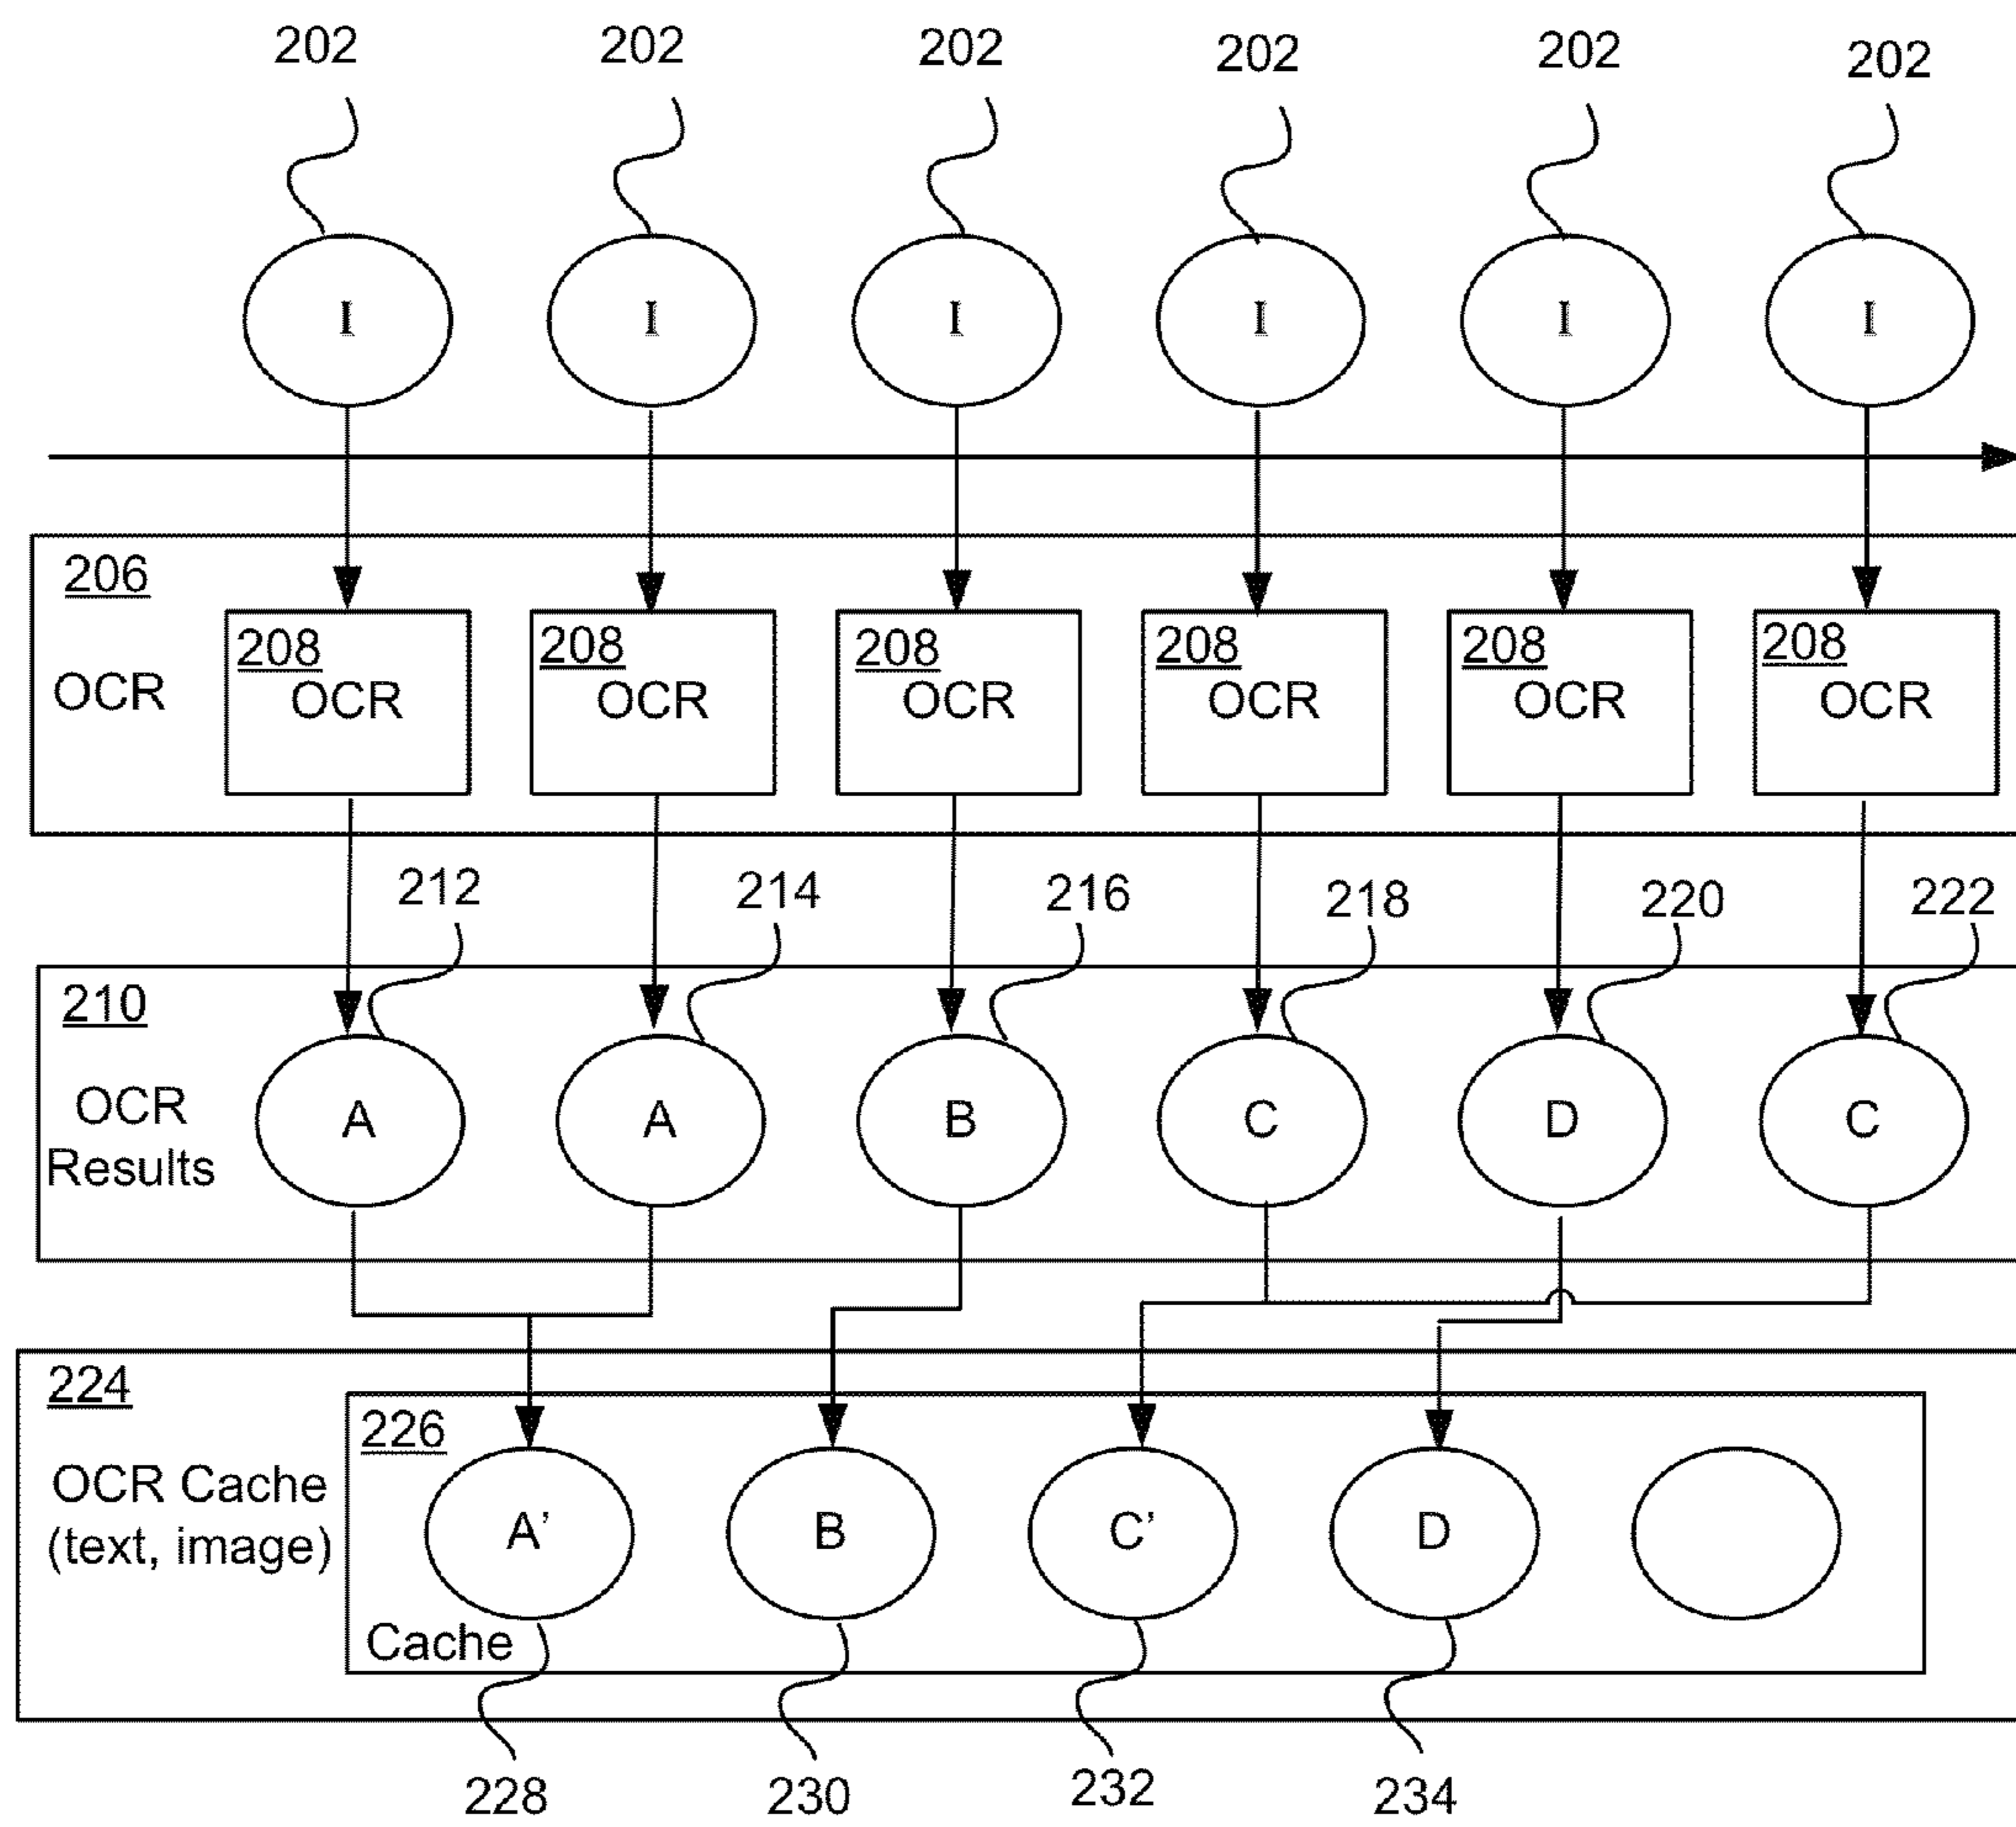 202 202 202 202 202 202
I I I I I I
206
OCR
208 208 208 208 208 208
OCR OCR OCR OCR OCR OCR
212 214 216 218 220 222
210
OCR
Results
A A B C D C
224
OCR Cache
(text, image)
226
A’ B C’ D
Cache
228 230 232 234